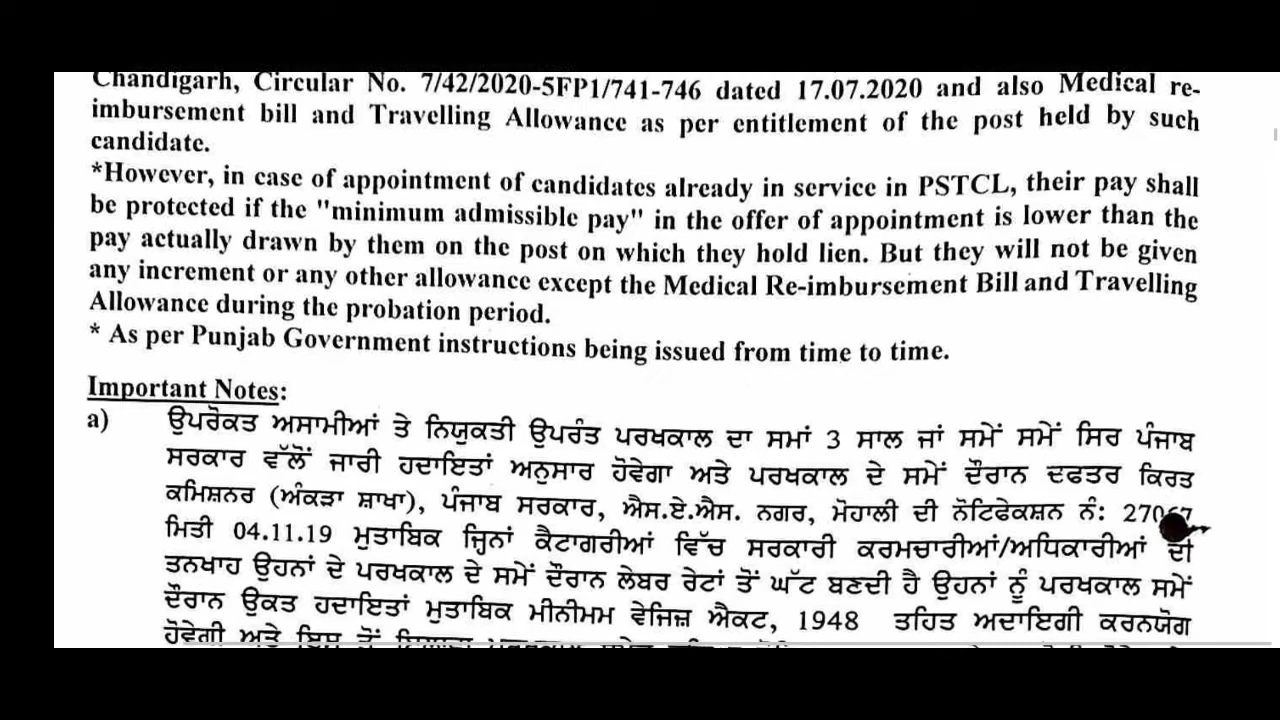 Chandigarh, Circular No. 7/42/2020-5FP1/741-746 dated 17.07.2020 and also Medical re-
imbursement bill and Travelling Allowance as per entitlement of the post held by such
candidate.
*However, in case of appointment of candidates already in service in PSTCL, their pay shall
be protected if the "minimum admissible pay" in the offer of appointment is lower than the
pay actually drawn by them on the post on which they hold lien. But they will not be given
any increment or any other allowance except the Medical Re-imbursement Bill and Travelling
Allowance during the probation period.
* As per Punjab Government instructions being issued from time to time.
Important Notes:
a) ਉਪਰੋਕਤ ਅਸਾਮੀਆਂ ਤੇ ਨਿਯੁਕਤੀ ਉਪਰੰਤ ਪਰਖਕਾਲ ਦਾ ਸਮਾਂ 3 ਸਾਲ ਜਾਂ ਸਮੇਂ ਸਮੇਂ ਸਿਰ ਪੰਜਾਬ
ਸਰਕਾਰ ਵੱਲੋਂ ਜਾਰੀ ਹਦਾਇਤਾਂ ਅਨੁਸਾਰ ਹੋਵੇਗਾ ਅਤੇ ਪਰਖਕਾਲ ਦੇ ਸਮੇਂ ਦੌਰਾਨ ਦਫਤਰ ਕਿਰਤ
ਕਮਿਸ਼ਨਰ (ਅੰਕੜਾ ਸ਼ਾਖਾ), ਪੰਜਾਬ ਸਰਕਾਰ, ਐਸ.ਏ.ਐਸ. ਨਗਰ, ਮੋਹਾਲੀ ਦੀ ਨੋਟਿਫੇਕਸ਼ਨ ਨੰ:
ਮਿਤੀ 04.11.19 ਮੁਤਾਬਿਕ ਜ੍ਹਿਨਾਂ ਕੈਟਾਗਰੀਆਂ ਵਿੱਚ ਸਰਕਾਰੀ ਕਰਮਚਾਰੀਆਂ/ਅਧਿਕਾਰੀਆਂ ਦੀ
ਤਨਖਾਹ ਉਹਨਾਂ ਦੇ ਪਰਖਕਾਲ ਦੇ ਸਮੇਂ ਦੌਰਾਨ ਲੇਬਰ ਰੇਟਾਂ ਤੋਂ ਘੱਟ ਬਣਦੀ ਹੈ ਉਹਨਾਂ ਨੂੰ ਪਰਖਕਾਲ ਸਮੇਂ
ਦੌਰਾਨ ਉਕਤ ਹਦਾਇਤਾਂ ਮੁਤਾਬਿਕ ਮੀਨੀਮਮ ਵੇਜਿਜ਼ ਐਕਟ, 1948 ਤਹਿਤ ਅਦਾਇਗੀ ਕਰਨਯੋਗ
ਹੋਵੇਗੀ ਅਤੇ ਇਸ ਤੋਂ